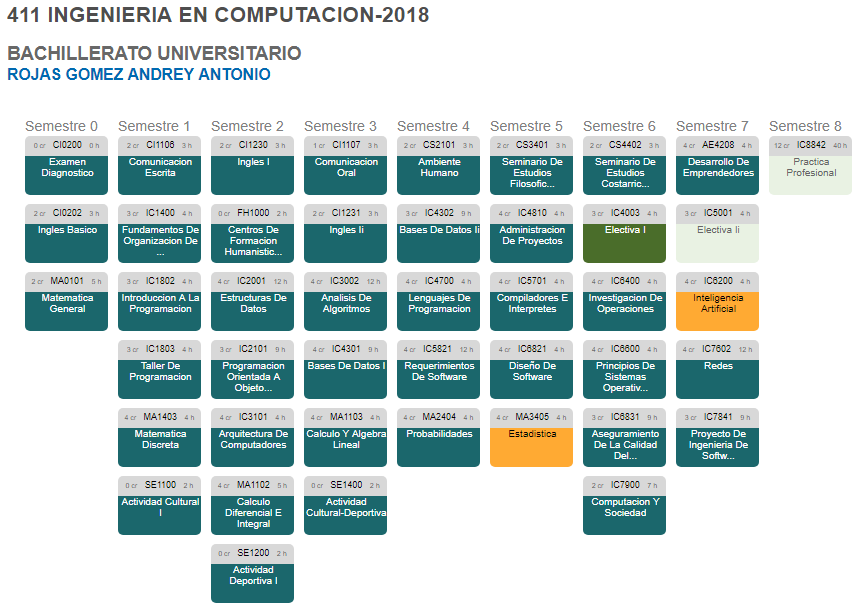 411 INGENIERIA EN COMPUTACION-2018
BACHILLERATO UNIVERSITARIO
ROJAS GOMEZ ANDREY ANTONIO
Semestre 0
0 cr CI0200 0 h
Examen
Diagnostico
2 cr CI0202 3 h
Ingles Basico
2 cr MA0101 5 h
Matematica
General
Semestre 1
2 cr CI1106 3 h
Comunicacion
Escrita
3 cr IC1400 4 h
Fundamentos De
Organizacion De
...
3 cr IC1802 4 h
Introduccion A La
Programacion
3 cr IC1803 4 h
Taller De
Programacion
4 cr MA1403 4 h
Matematica
Discreta
0 cr SE1100 2 h
Actividad Cultural
I
Semestre 2
2 cr CI1230 3 h
Ingles I
0 cr FH1000 2 h
Centros De
Formacion
Humanistic...
4 cr IC2001 12 h
Estructuras De
Datos
3 cr IC2101 9 h
Programacion
Orientada A
Objeto...
4 cr IC3101 4 h
Arquitectura De
Computadores
4 cr MA1102 5 h
Calculo
Diferencial E
Integral
0 cr SE1200 2 h
Actividad
Deportiva I
Semestre 3
1 cr CI1107 3 h
Comunicacion
Oral
2 cr CI1231 3 h
Ingles Ii
4 cr IC3002 12 h
Analisis De
Algoritmos
4 cr IC4301 9 h
Bases De Datos I
4 cr MA1103 4 h
Calculo Y Algebra
Lineal
0 cr SE1400 2 h
Actividad
Cultural-Deportiva
Semestre 4
2 cr CS2101 3 h
Ambiente
Humano
3 cr IC4302 9 h
Bases De Datos Ii
4 cr IC4700 4 h
Lenguajes De
Programacion
4 cr IC5821 12 h
Requerimientos
De Software
4 cr MA2404 4 h
Probabilidades
Semestre 5
2 cr CS3401 3 h
Seminario De
Estudios
Filosofic...
4 cr IC4810 4 h
Administracion
De Proyectos
4 cr IC5701 4 h
Compiladores E
Interpretes
4 cr IC6821 4 h
Diseño De
Software
4 cr MA3405 4 h
Estadistica
Semestre 6
2 cr CS4402 3 h
Seminario De
Estudios
Costarric...
3 cr IC4003 4 h
Electiva I
4 cr IC6400 4 h
Investigacion De
Operaciones
4 cr IC6600 4 h
Principios De
Sistemas
Operativ...
3 cr IC6831 9 h
Aseguramiento
De La Calidad
Del...
2 cr IC7900 7 h
Computacion Y
Sociedad
Semestre 7
4 cr AE4208 4 h
Desarrollo De
Emprendedores
3 cr IC5001 4 h
Electiva Ii
4 cr IC6200 4 h
Inteligencia
Artificial
4 cr IC7602 12 h
Redes
3 cr IC7841 9 h
Proyecto De
Ingenieria De
Softw...
Semestre 8
12 cr IC8842 40 h
Practica
Profesional